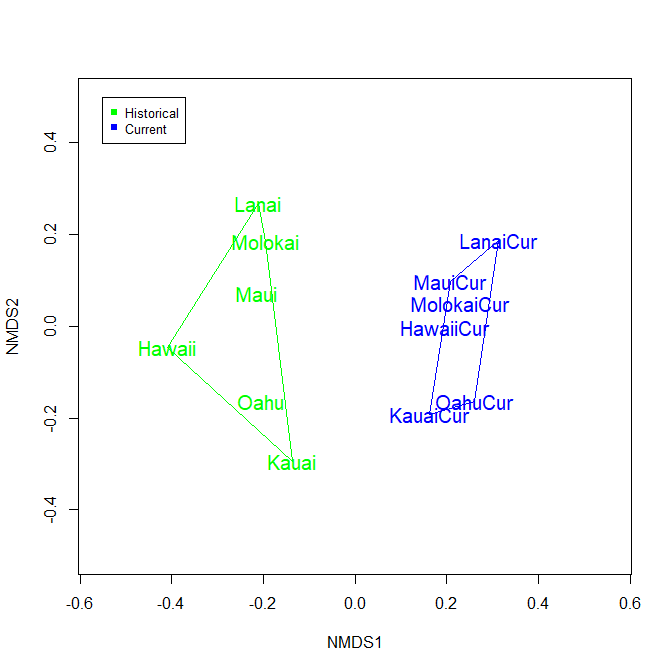 Historical
Current
Lanai
Molokai
Maui
Hawaii
Oahu
Kauai
LanaiCur
MauiCur
MolokaiCur
HawaiiCur
OahuCur
KauaiCur
NMDS2
0.4
0.2
0.0
-0.2
-0.4
-0.6 -0.4 -0.2 0.0 0.2 0.4 0.6
NMDS1